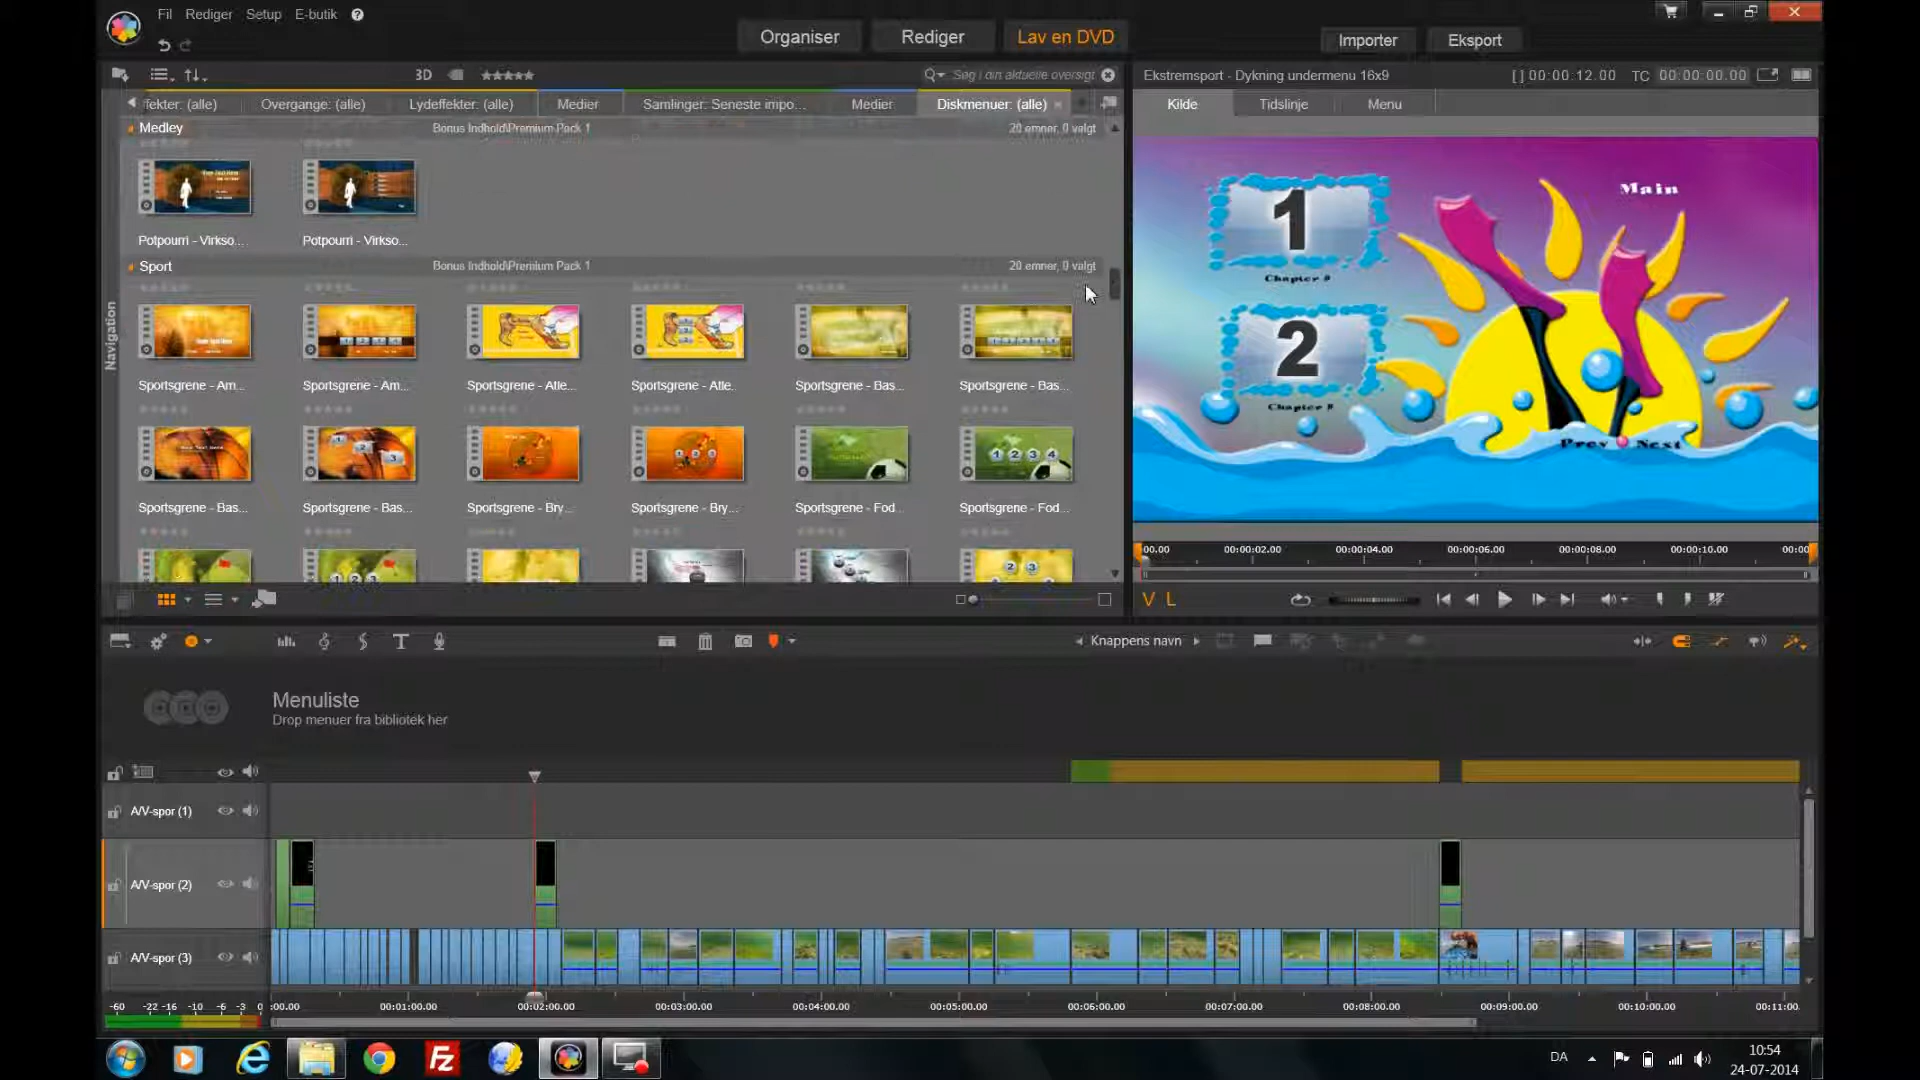 Fil Rediger Setup E-butik ?
Organiser Rediger Lav en DVD Importer Eksport
3D Søg i din aktuelle oversigt
Ekstremsport - Dykning undermenu 16x9 [] 00:00:12.00 TC 00:00:00.00
fekter: (alle) Overgange: (alle) Lydeffekter: (alle) Medier Samlinger: Seneste impo... Medier Diskmenuer: (alle)
Kilde Tidslinje Menu
Medley Bonus Indhold\Premium Pack 1 20 emner, 0 valgt
Potpourri - Virkso... Potpourri - Virkso...
Sport Bonus Indhold\Premium Pack 1 20 emner, 0 valgt
Navigation
Sportsgrene - Am... Sportsgrene - Am... Sportsgrene - Atle... Sportsgrene - Atle... Sportsgrene - Bas... Sportsgrene - Bas...
Sportsgrene - Bas... Sportsgrene - Bas... Sportsgrene - Bry... Sportsgrene - Bry... Sportsgrene - Fod... Sportsgrene - Fod...
Main
1
Chapter #
2
Chapter #
Prev Next
00.00 00:00:02.00 00:00:04.00 00:00:06.00 00:00:08.00 00:00:10.00 00:00
V L
Knappens navn
Menuliste
Drop menuer fra bibliotek her
A/V-spor (1)
A/V-spor (2)
A/V-spor (3)
-60 -22 -16 -10 -6 -3 0 :00.00 00:01:00.00 00:02:00.00 00:03:00.00 00:04:00.00 00:05:00.00 00:06:00.00 00:07:00.00 00:08:00.00 00:09:00.00 00:10:00.00 00:11:00
DA 10:54
24-07-2014